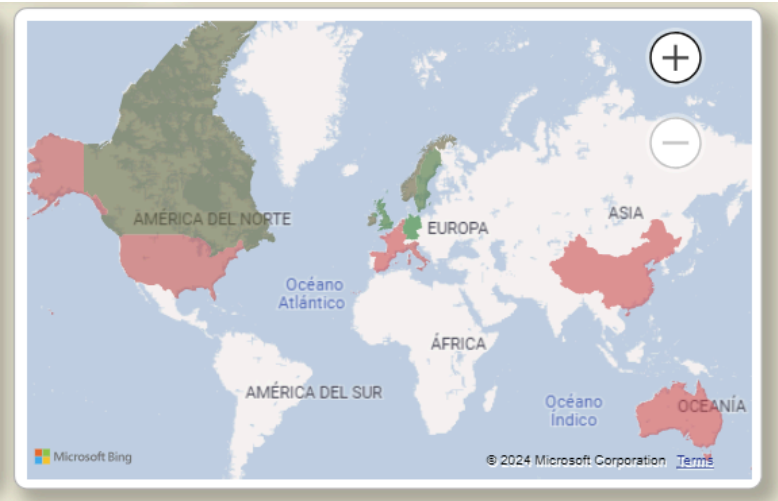 AMÉRICA DEL NORTE
EUROPA
ASIA
Océano
Atlántico
ÁFRICA
AMÉRICA DEL SUR
Océano
Índico
OCEANÍA
Microsoft Bing
© 2024 Microsoft Corporation Terms